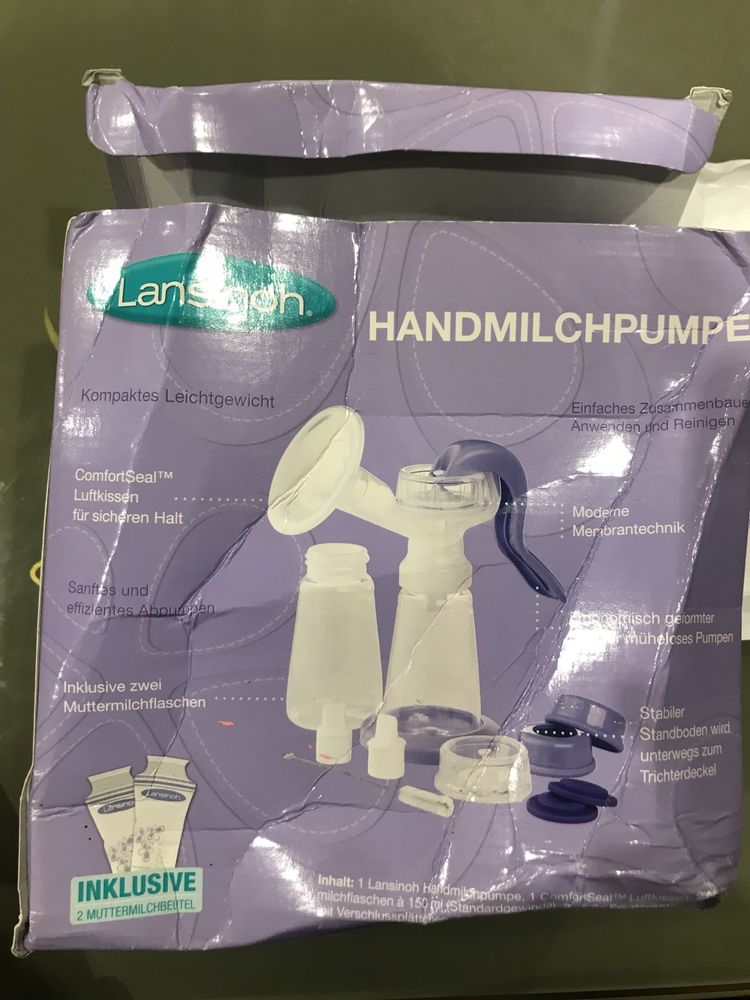 Lansinoh®
HANDMILCHPUMPE
Kompaktes Leichtgewicht
Einfaches Zusammenbaue
Anwenden und Reinigen
ComfortSeal™
Luftkissen
für sicheren Halt
Moderne
Membrantechnik
Sanftes und
effizientes Abpumpen
geformter
müheloses Pumpen
Inklusive zwei
Muttermilchflaschen
Stabiler
Standboden wird
unterwegs zum
Trichterdeckel
Lansinoh
Lansinoh
INKLUSIVE
2 MUTTERMILCHBEUTEL
Inhalt: 1 Lansinoh Handmilchpumpe, 1 ComfortSeal™ Luftkissen
milchflaschen à 150 ml (Standardgewinde)
mit Verschlussplättchen